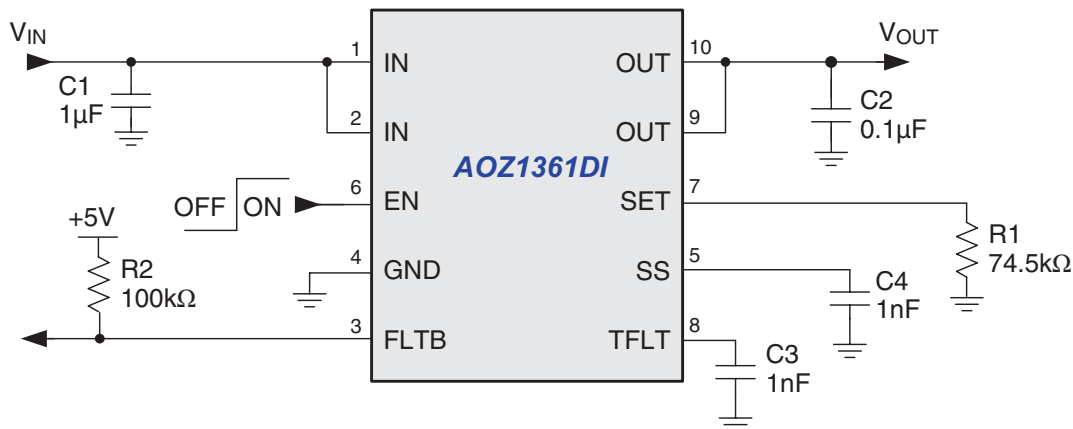 VIN
C1
1µF
1
IN
2
IN
OFF
ON
6
EN
+5V
R2
100kΩ
4
GND
3
FLTB
AOZ1361DI
OUT
10
VOUT
C2
0.1µF
OUT
9
SET
7
R1
74.5kΩ
SS
5
C4
1nF
TFLT
8
C3
1nF